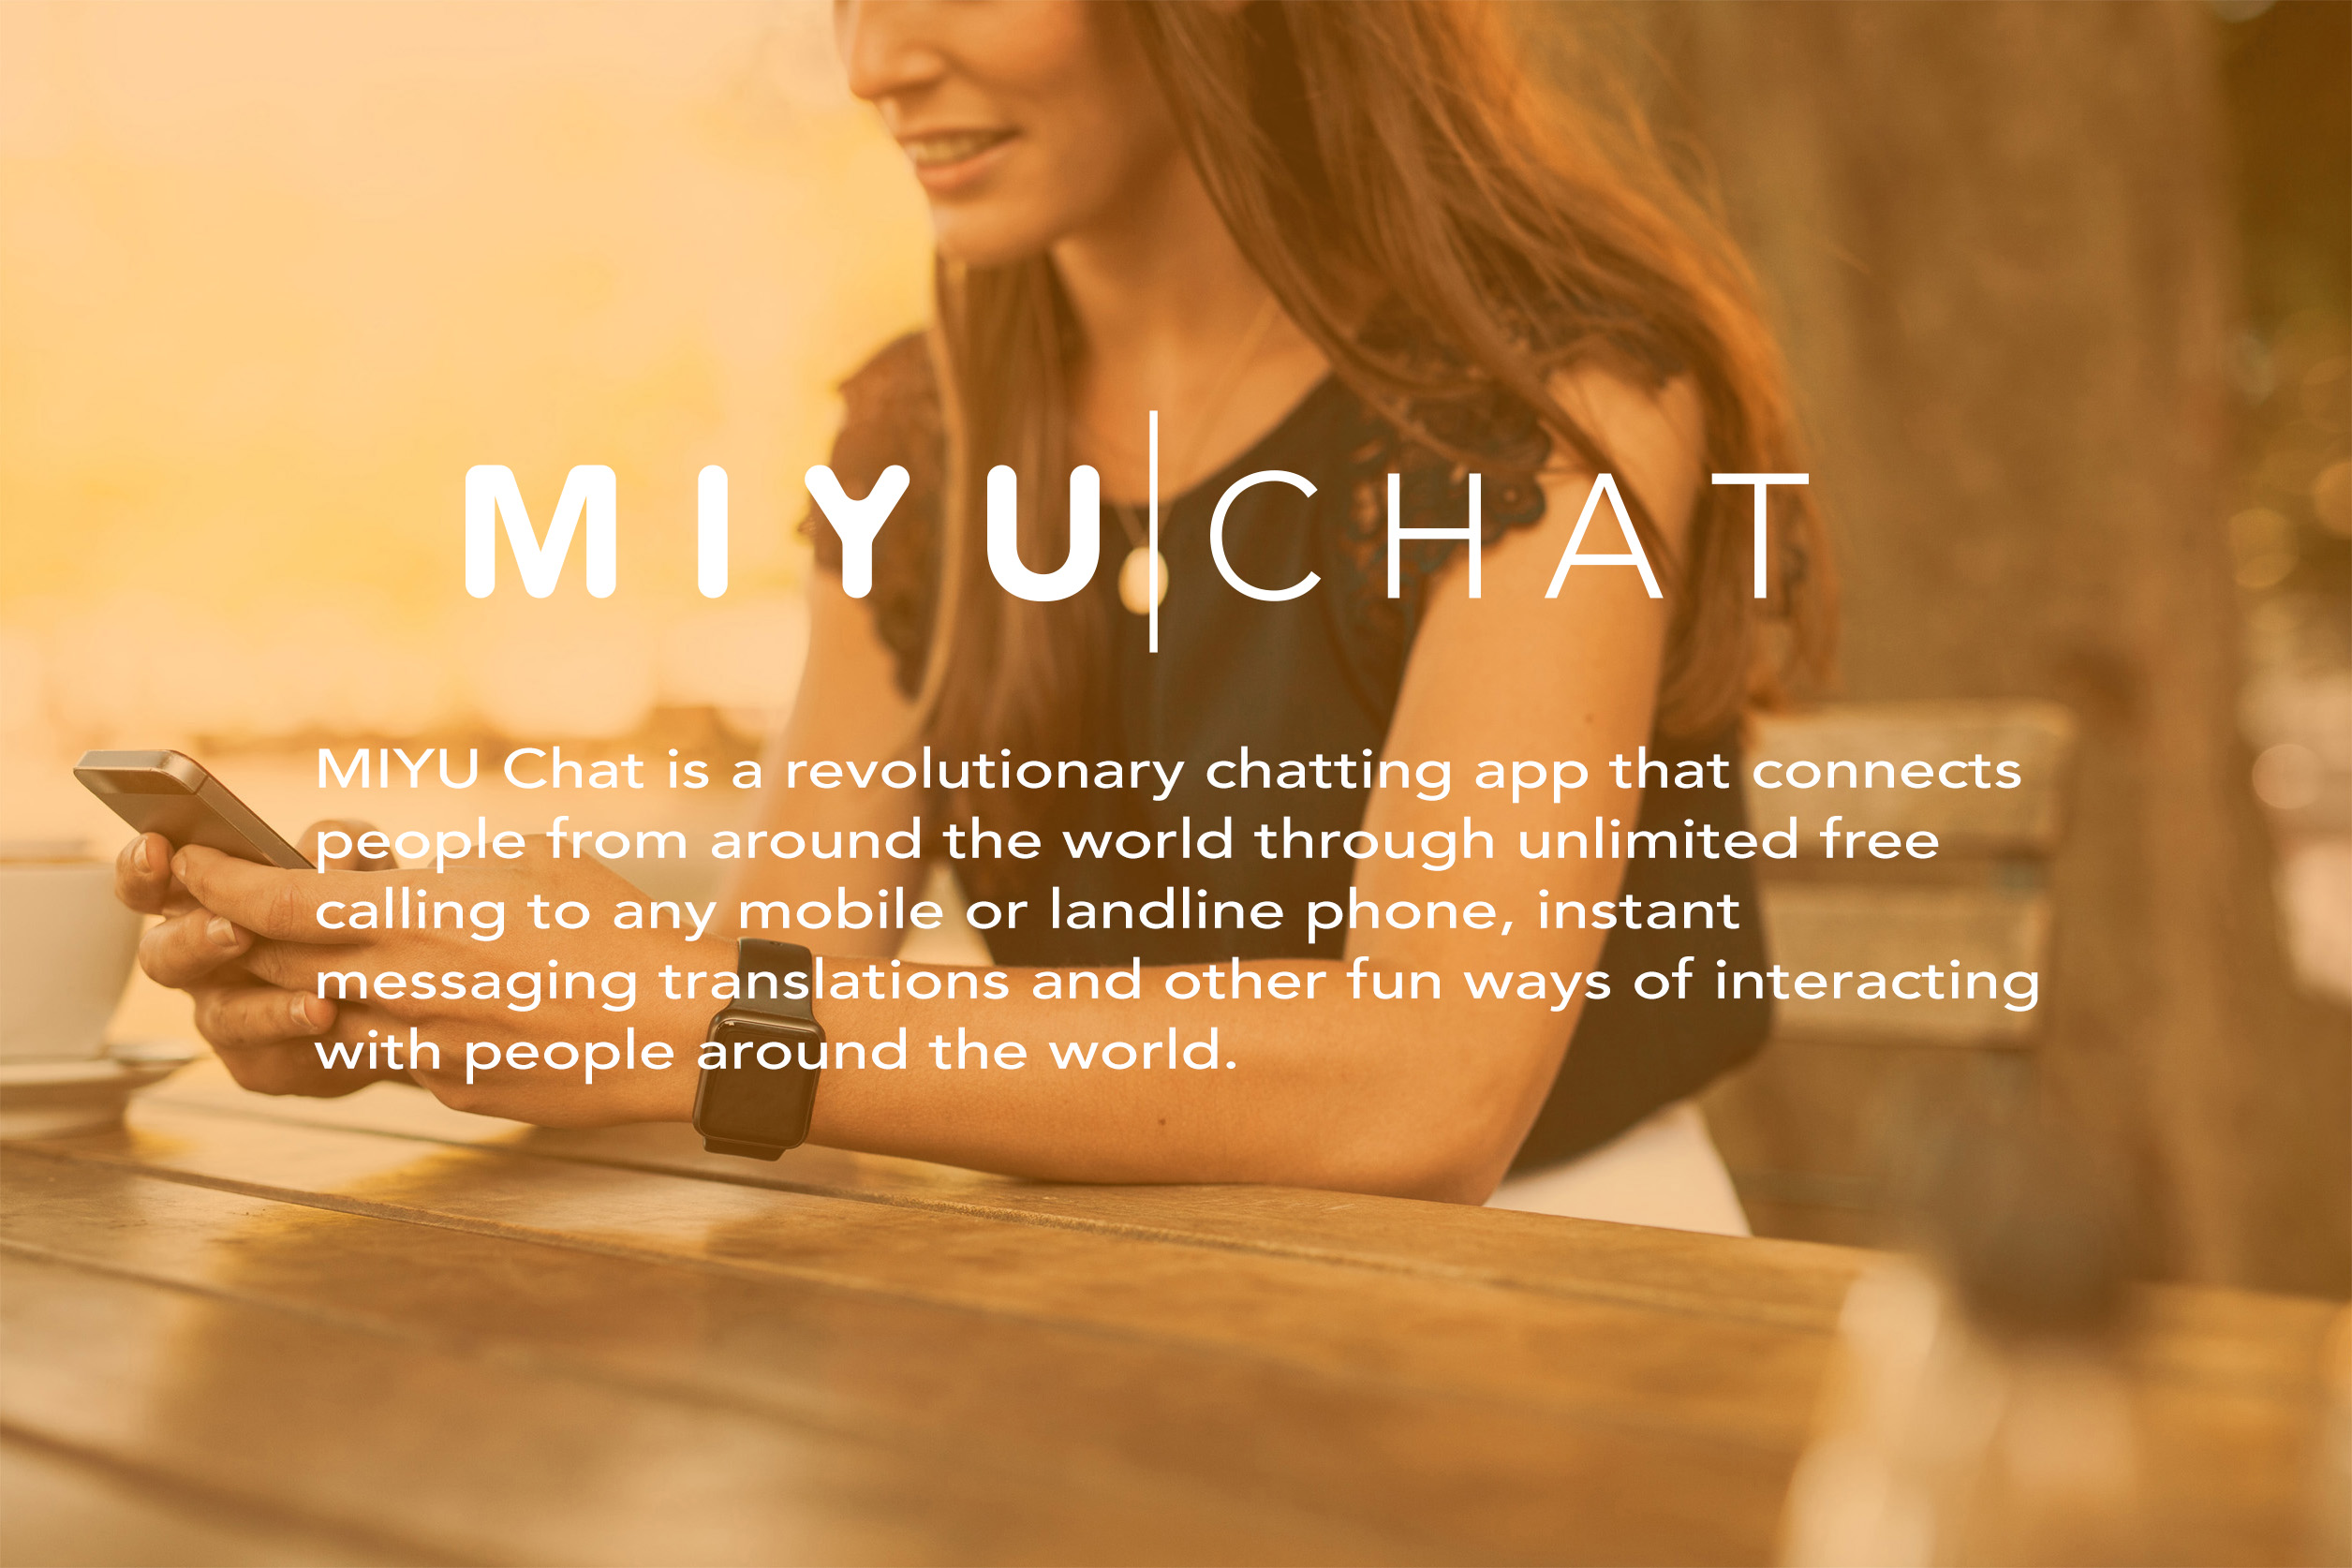 MIYU|CHAT
MIYU Chat is a revolutionary chatting app that connects
people from around the world through unlimited free
calling to any mobile or landline phone, instant
messaging translations and other fun ways of interacting
with people around the world.